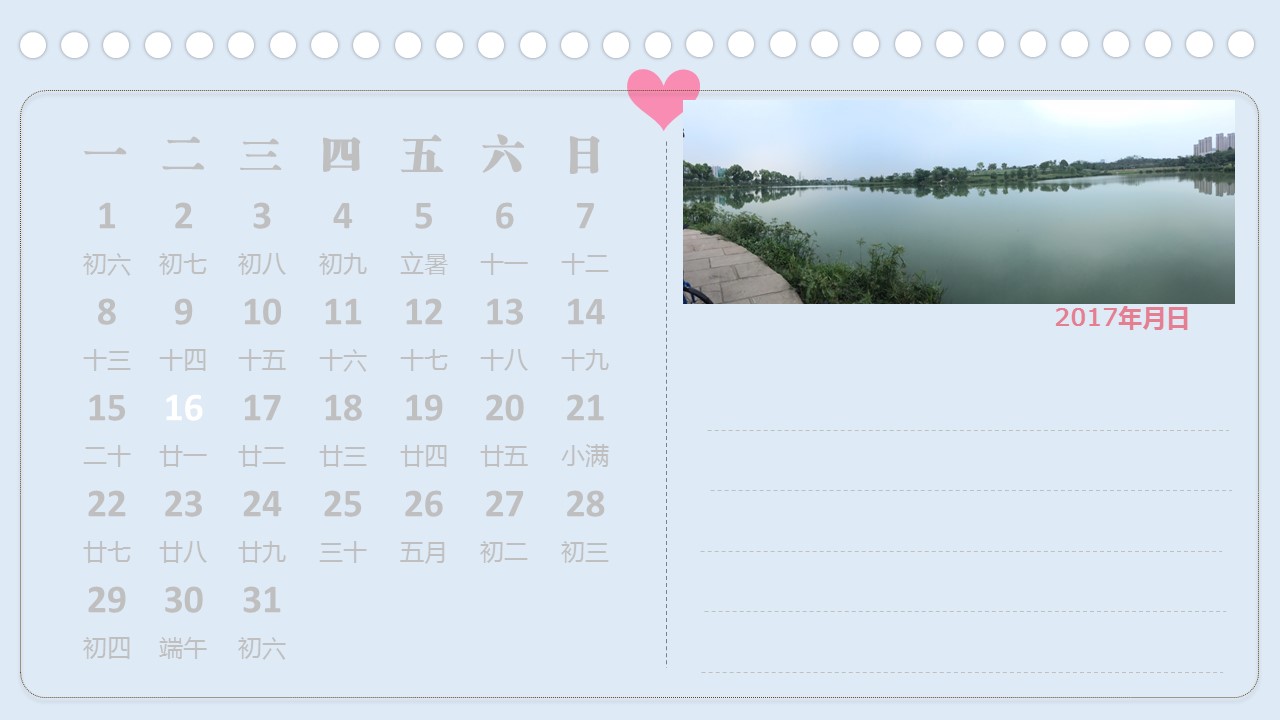 一 二 三 四 五 六 日
1 2 3 4 5 6 7
初六 初七 初八 初九 立暑 十一 十二
8 9 10 11 12 13 14
十三 十四 十五 十六 十七 十八 十九
15 16 17 18 19 20 21
二十 廿一 廿二 廿三 廿四 廿五 小满
22 23 24 25 26 27 28
廿七 廿八 廿九 三十 五月 初二 初三
29 30 31
初四 端午 初六
2017年月日